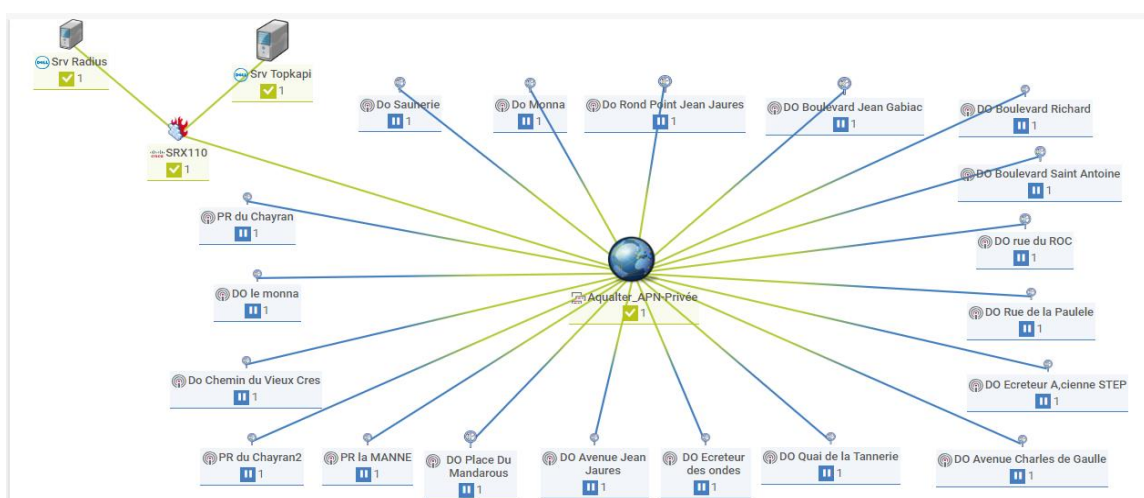 DELL Srv Radius
1
DELL Srv Topkapi
1
CISCO SRX110
1
Do Saunerie
1
Do Monna
1
Do Rond Point Jean Jaures
1
DO Boulevard Jean Gabiac
1
DO Boulevard Richard
1
DO Boulevard Saint Antoine
1
PR du Chayran
1
DO rue du ROC
1
DO le monna
1
Aqualter_APN-Privée
1
DO Rue de la Paulele
1
Do Chemin du Vieux Cres
1
DO Ecreteur A,cienne STEP
1
PR du Chayran2
1
PR la MANNE
1
DO Place Du
Mandarous
1
DO Avenue Jean
Jaures
1
DO Ecreteur
des ondes
1
DO Quai de la Tannerie
1
DO Avenue Charles de Gaulle
1